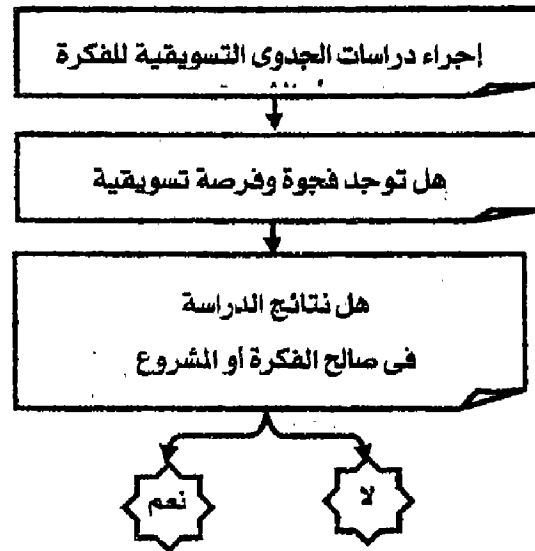 إجراء دراسات الجدوى التسويقية للفكرة
هل توجد فجوة وفرصة تسويقية
هل نتائج الدراسة
فى صالح الفكرة أو المشروع
لا
نعم